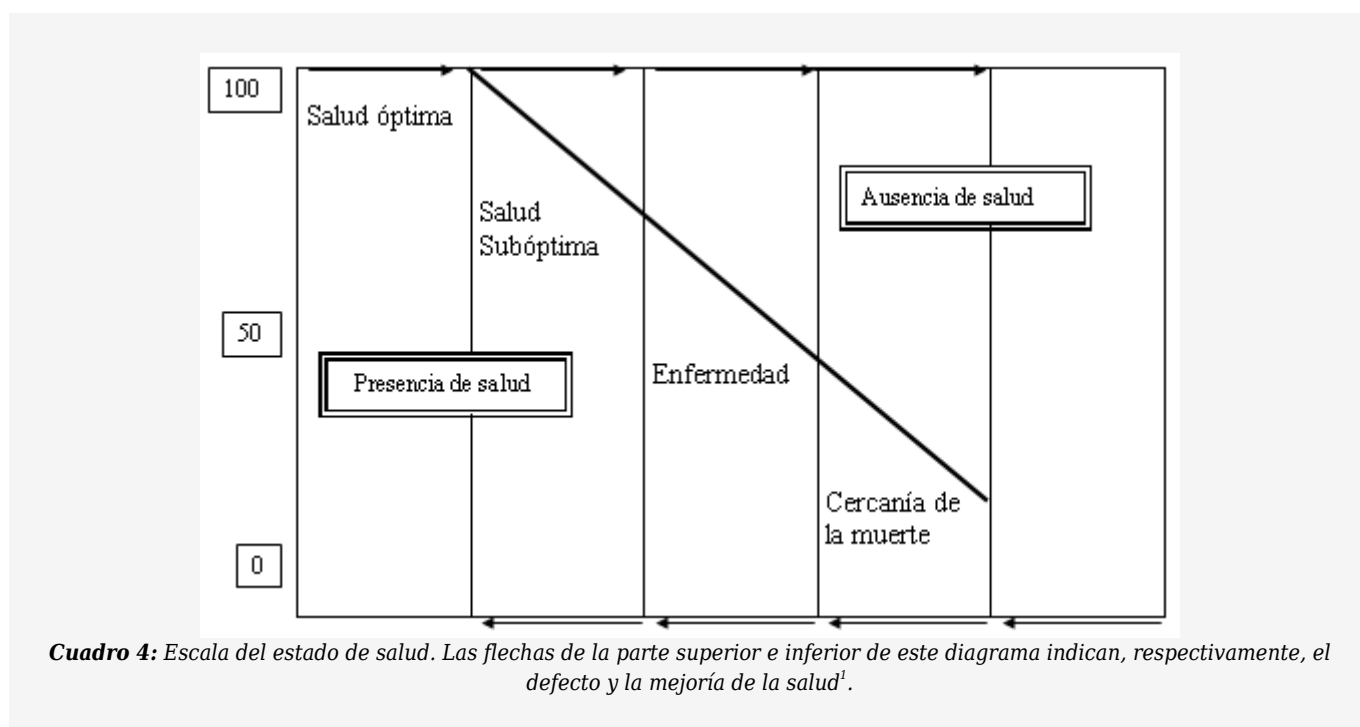 100
Salud óptima
Ausencia de salud
Salud
Subóptima
50
Presencia de salud
Enfermedad
Cercanía de
la muerte
0
Cuadro 4: Escala del estado de salud. Las flechas de la parte superior e inferior de este diagrama indican, respectivamente, el
defecto y la mejoría de la salud¹.